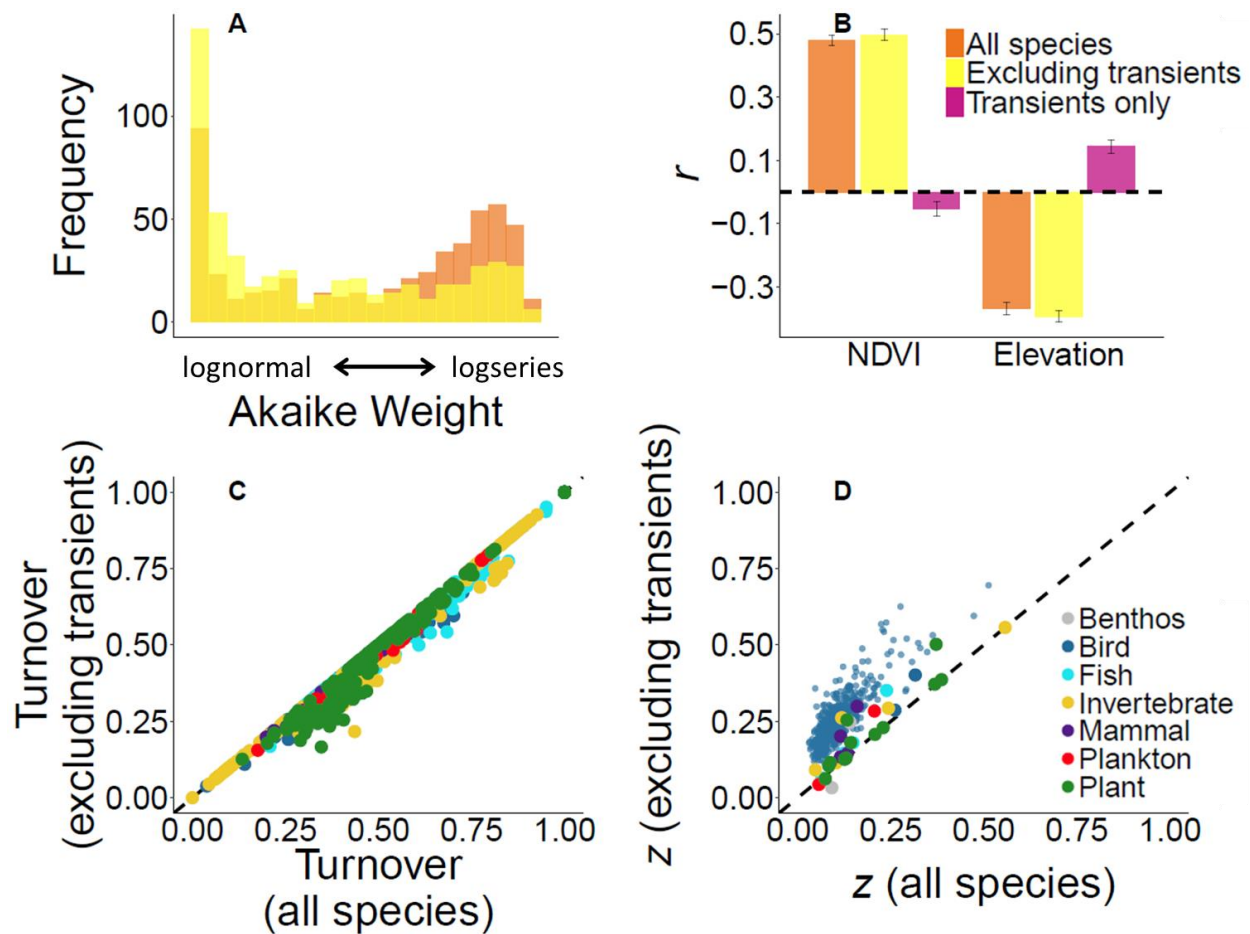 A
Frequency
100
50
0
lognormal
logseries
Akaike Weight
B
r
0.5
0.3
0.1
−0.1
−0.3
All species
Excluding transients
Transients only
NDVI
Elevation
C
Turnover
(excluding transients)
1.00
0.75
0.50
0.25
0.00
0.00 0.25 0.50 0.75 1.00
Turnover
(all species)
D
z (excluding transients)
1.00
0.75
0.50
0.25
0.00
0.00 0.25 0.50 0.75 1.00
z (all species)
Benthos
Bird
Fish
Invertebrate
Mammal
Plankton
Plant